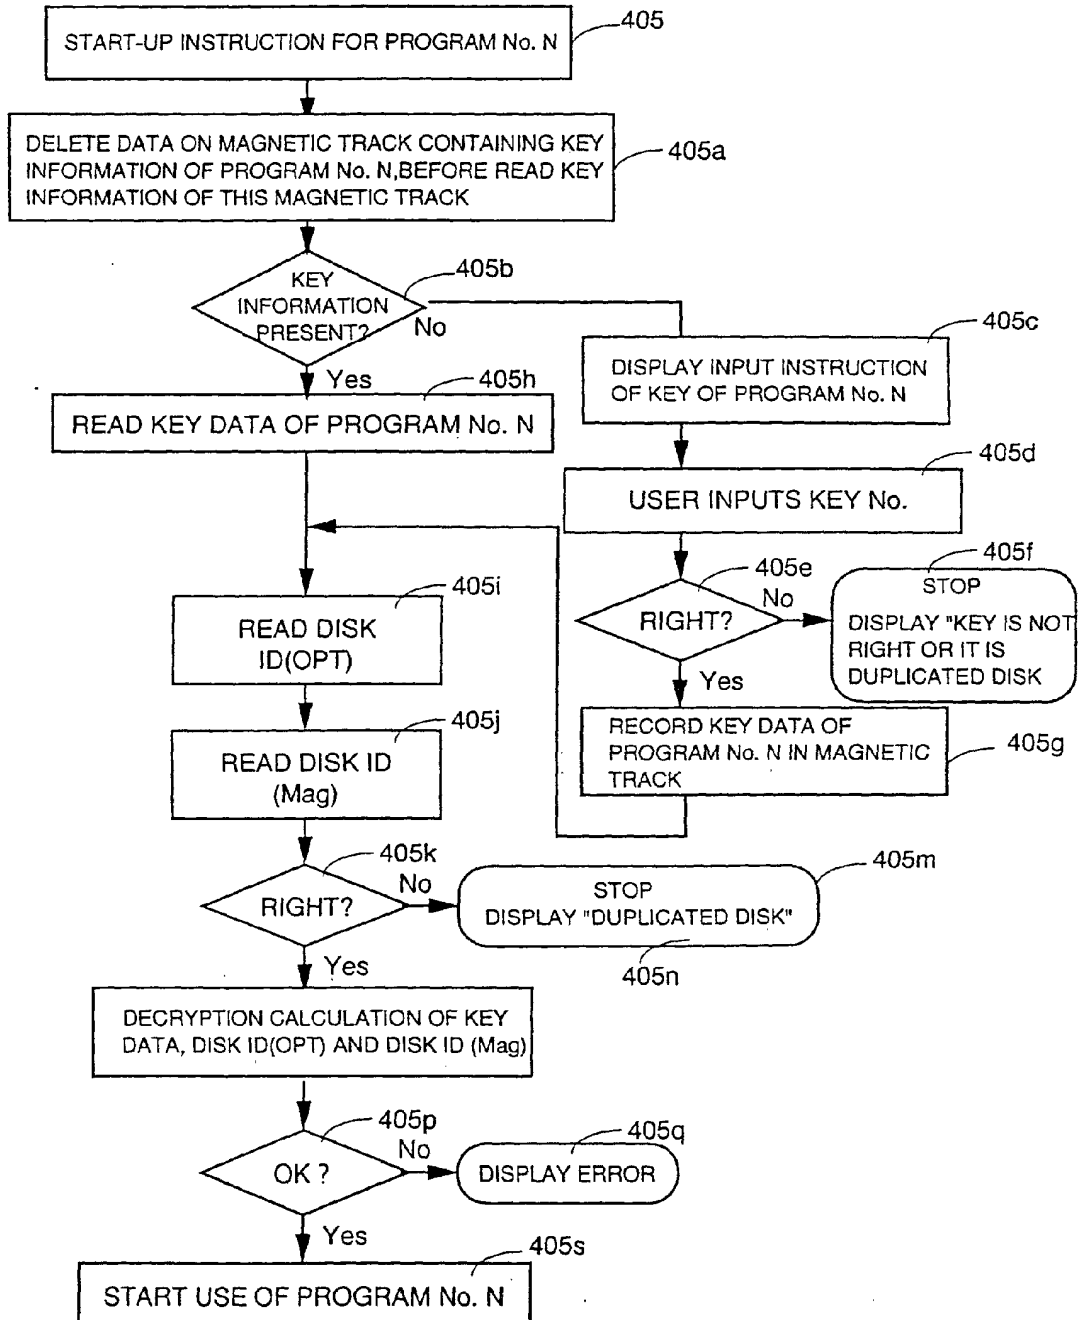 405
START-UP INSTRUCTION FOR PROGRAM No. N
DELETE DATA ON MAGNETIC TRACK CONTAINING KEY
INFORMATION OF PROGRAM No. N,BEFORE READ KEY
INFORMATION OF THIS MAGNETIC TRACK
405a
405b
KEY
INFORMATION
PRESENT?
No
Yes
405c
DISPLAY INPUT INSTRUCTION
OF KEY OF PROGRAM No. N
405h
READ KEY DATA OF PROGRAM No. N
405d
USER INPUTS KEY No.
405e
RIGHT?
No
Yes
405f
STOP
DISPLAY "KEY IS NOT
RIGHT OR IT IS
DUPLICATED DISK
405g
RECORD KEY DATA OF
PROGRAM No. N IN MAGNETIC
TRACK
405i
READ DISK
ID(OPT)
405j
READ DISK ID
(Mag)
405k
RIGHT?
No
Yes
405m
STOP
DISPLAY "DUPLICATED DISK"
405n
DECRYPTION CALCULATION OF KEY
DATA, DISK ID(OPT) AND DISK ID (Mag)
405p
OK ?
No
Yes
405q
DISPLAY ERROR
405s
START USE OF PROGRAM No. N